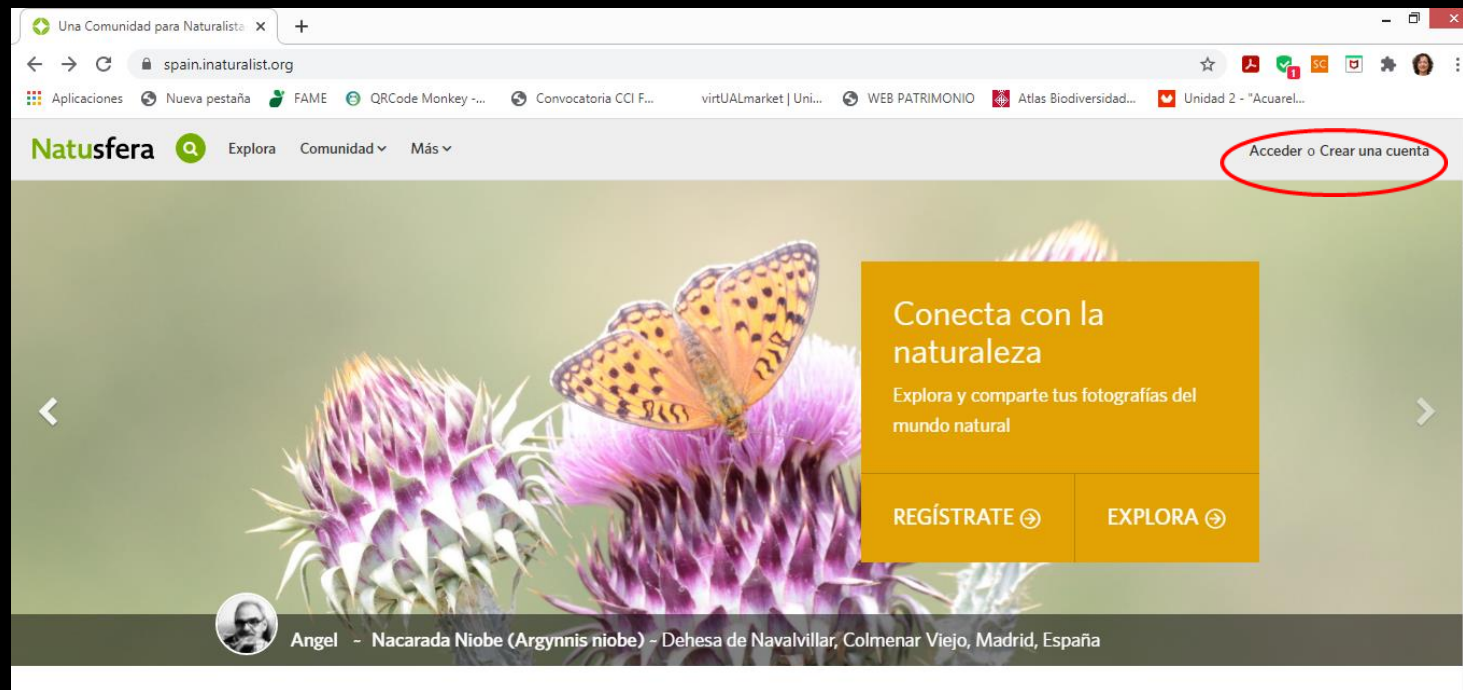 Una Comunidad para Naturalista
spain.inaturalist.org
SC
1
Aplicaciones Nueva pestaña FAME QRCode Monkey -... Convocatoria CCI F... virtUALmarket | Uni... WEB PATRIMONIO Atlas Biodiversidad... Unidad 2 - "Acuarel...
Natusfera Explora Comunidad Más Acceder o Crear una cuenta
Conecta con la
naturaleza
Explora y comparte tus fotografías del
mundo natural
REGÍSTRATE EXPLORA
Angel - Nacarada Niobe (Argynnis niobe) - Dehesa de Navalvillar, Colmenar Viejo, Madrid, España